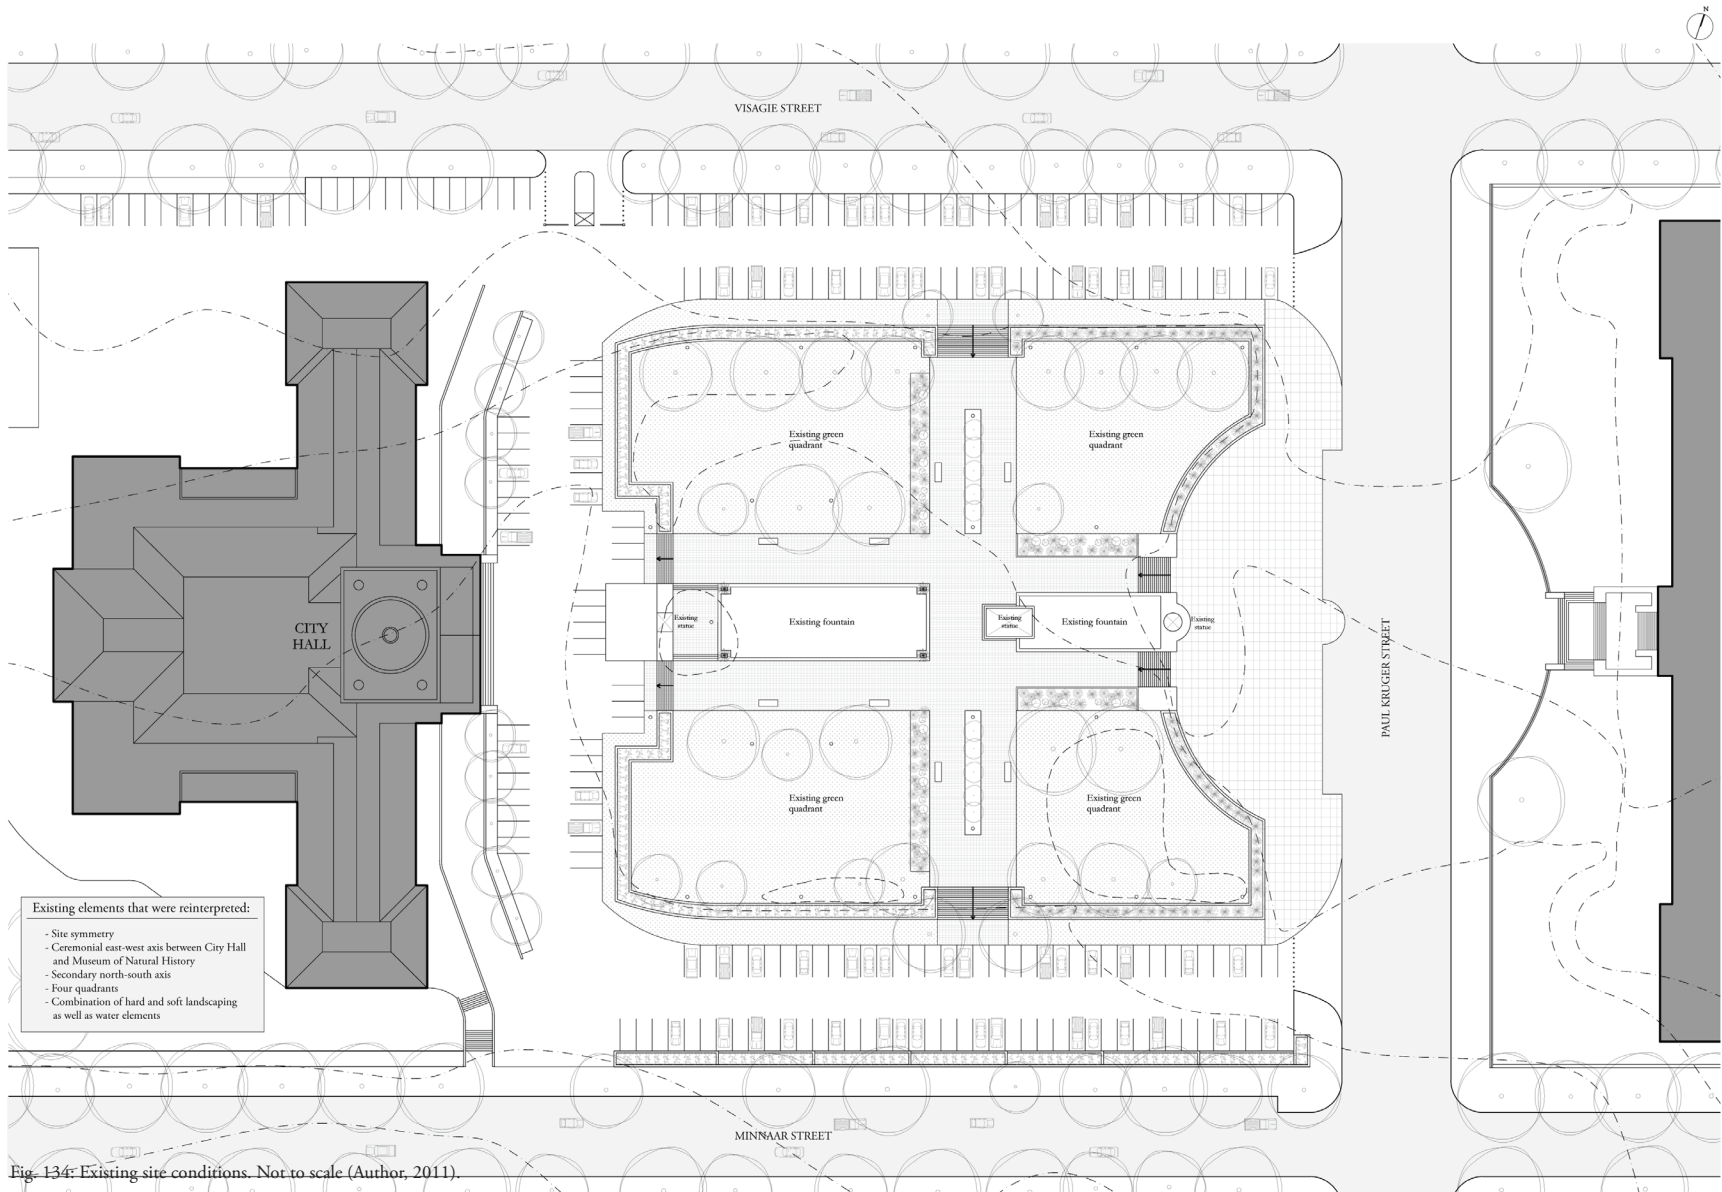 N
VISAGIE STREET
Existing green
quadrant
Existing green
quadrant
CITY
HALL
Existing
statue
Existing fountain
Existing
statue
Existing fountain
Existing
statue
PAUL KRUGER STREET
Existing green
quadrant
Existing green
quadrant
Existing elements that were reinterpreted:
- Site symmetry
- Ceremonial east-west axis between City Hall
and Museum of Natural History
- Secondary north-south axis
- Four quadrants
- Combination of hard and soft landscaping
as well as water elements
MINNAAR STREET
Fig. 134: Existing site conditions. Not to scale (Author, 2011).